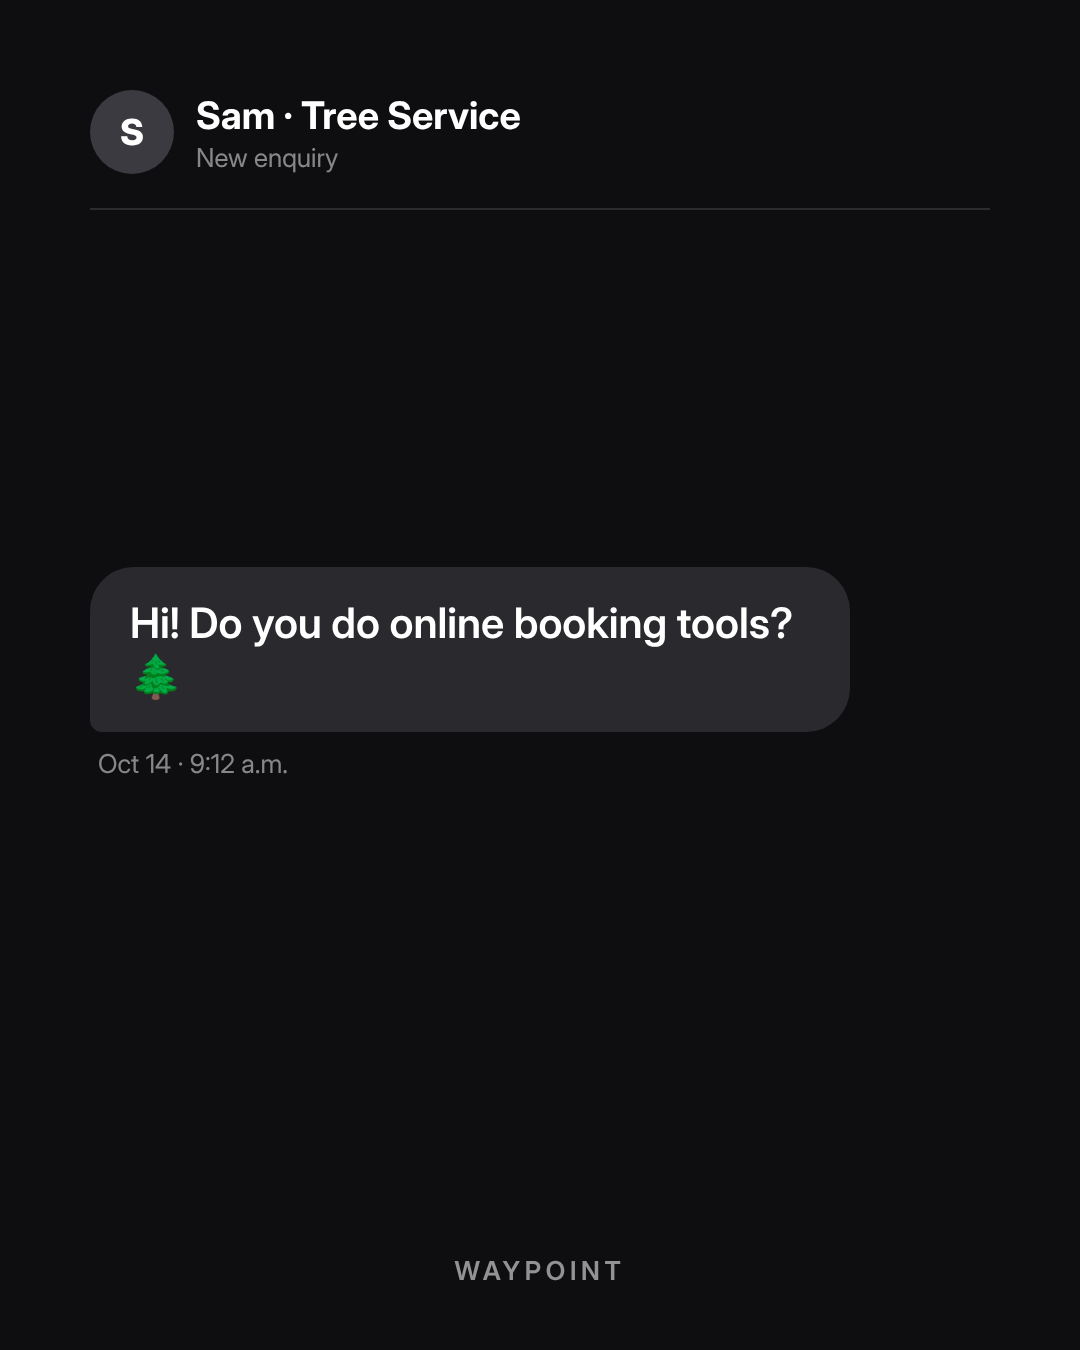 S
Sam · Tree Service
New enquiry
Hi! Do you do online booking tools?
🌲
Oct 14 · 9:12 a.m.
WAYPOINT